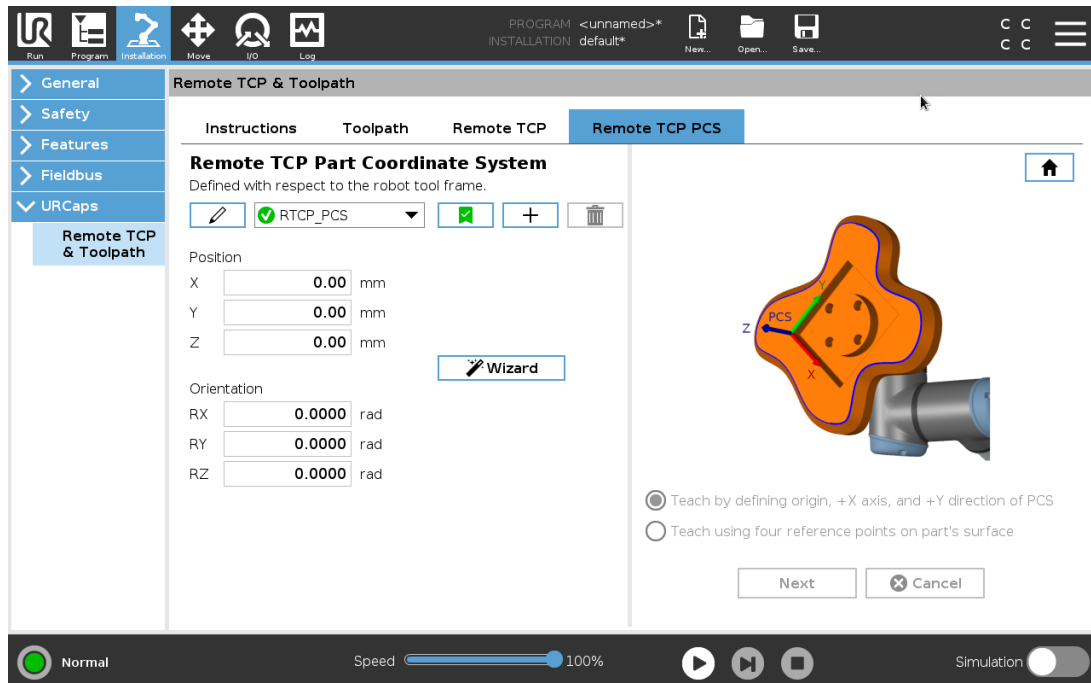 PROGRAM <unnamed>*
INSTALLATION default*
Run Program Installation Move I/O Log New... Open... Save...
C C
C C
General
Safety
Features
Fieldbus
URCaps
Remote TCP
& Toolpath
Remote TCP & Toolpath
Instructions Toolpath Remote TCP Remote TCP PCS
Remote TCP Part Coordinate System
Defined with respect to the robot tool frame.
RTCP_PCS
Position
X 0.00 mm
Y 0.00 mm
Z 0.00 mm
Wizard
Orientation
RX 0.0000 rad
RY 0.0000 rad
RZ 0.0000 rad
Y
PCS
Z
X
Teach by defining origin, +X axis, and +Y direction of PCS
Teach using four reference points on part's surface
Next Cancel
Normal Speed 100% Simulation